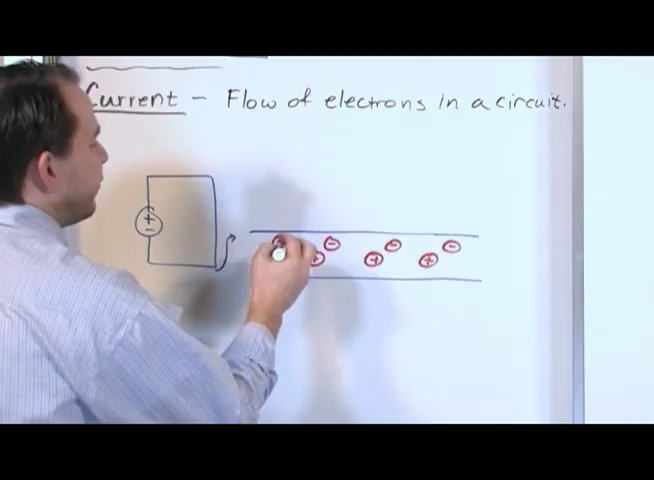 Current - Flow of electrons in a circuit.
+
-
- - -
+ + +